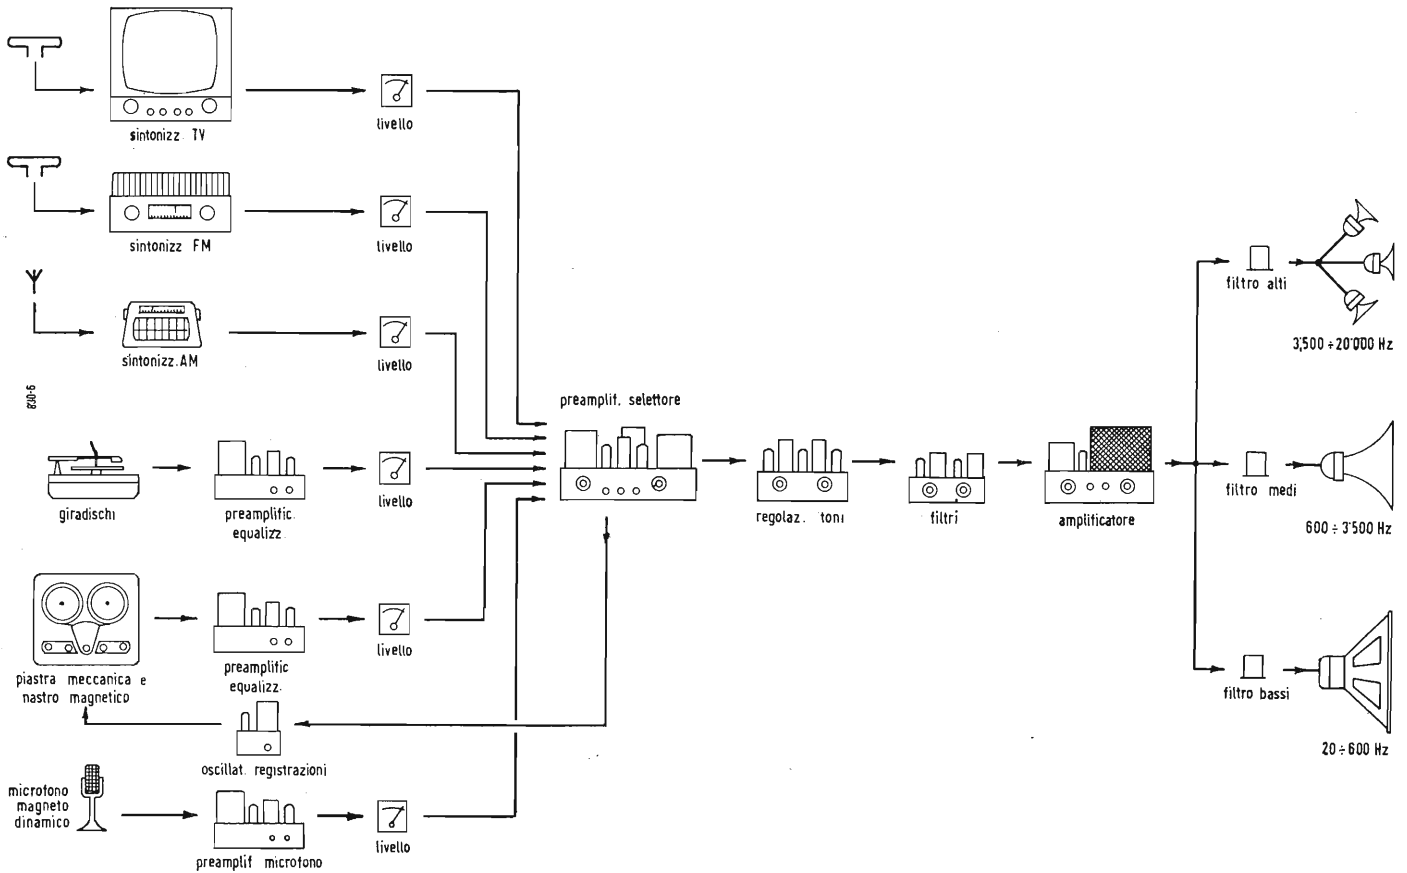 sintonizz. TV
livello
sintonizz FM
livello
sintonizz. AM
livello
giradischi
preamplific.
equalizz.
livello
piastra meccanica e
nastro magnetico
preamplific
equalizz.
livello
oscillat. registrazioni
microfono
magneto
dinamico
preamplif microfono
livello
preamplif. selettore
regolaz. toni
filtri
amplificatore
filtro alti
3'500 ÷ 20'000 Hz
filtro medi
600 ÷ 3'500 Hz
filtro bassi
20 ÷ 600 Hz